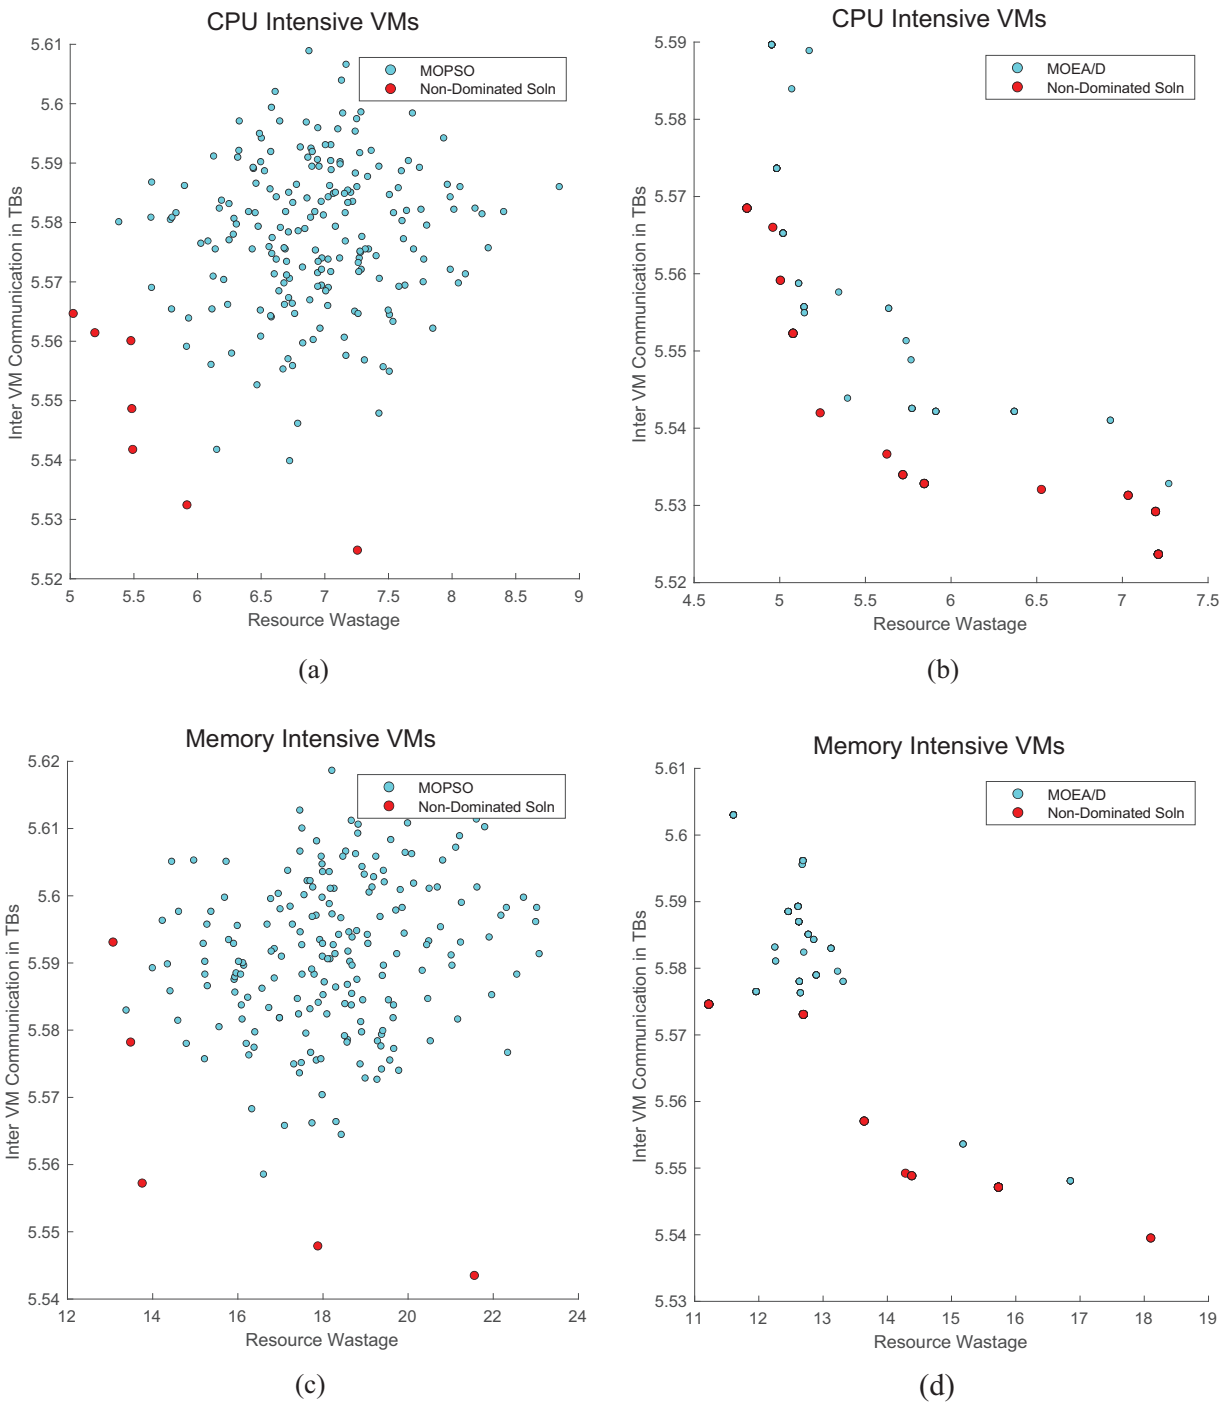 CPU Intensive VMs
5.61
5.6
5.59
5.58
5.57
5.56
5.55
5.54
5.53
5.52
Inter VM Communication in TBs
MOPSO
Non-Dominated Soln
5 5.5 6 6.5 7 7.5 8 8.5 9
Resource Wastage
(a)
CPU Intensive VMs
5.59
5.58
5.57
5.56
5.55
5.54
5.53
5.52
Inter VM Communication in TBs
MOEA/D
Non-Dominated Soln
4.5 5 5.5 6 6.5 7 7.5
Resource Wastage
(b)
Memory Intensive VMs
5.62
5.61
5.6
5.59
5.58
5.57
5.56
5.55
5.54
Inter VM Communication in TBs
MOPSO
Non-Dominated Soln
12 14 16 18 20 22 24
Resource Wastage
(c)
Memory Intensive VMs
5.61
5.6
5.59
5.58
5.57
5.56
5.55
5.54
5.53
Inter VM Communication in TBs
MOEA/D
Non-Dominated Soln
11 12 13 14 15 16 17 18 19
Resource Wastage
(d)